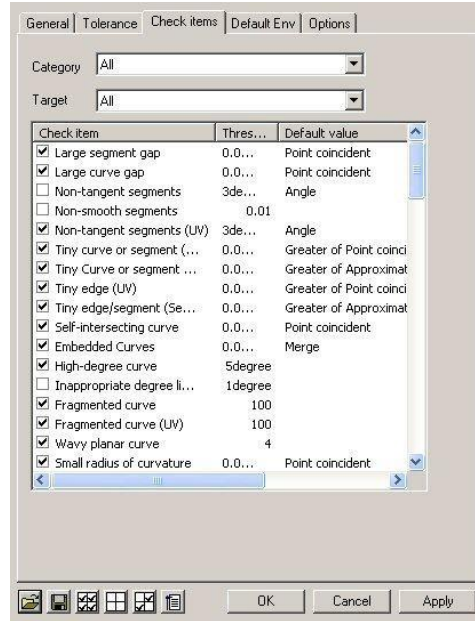 General Tolerance Check items Default Env Options
Category All
Target All
Check item Thres... Default value
Large segment gap 0.0... Point coincident
Large curve gap 0.0... Point coincident
Non-tangent segments 3de... Angle
Non-smooth segments 0.01
Non-tangent segments (UV) 3de... Angle
Tiny curve or segment (... 0.0... Greater of Point coinci
Tiny Curve or segment ... 0.0... Greater of Approximat
Tiny edge (UV) 0.0... Greater of Point coinci
Tiny edge/segment (Se... 0.0... Greater of Approximat
Self-intersecting curve 0.0... Point coincident
Embedded Curves 0.0... Merge
High-degree curve 5degree
Inappropriate degree li... 1degree
Fragmented curve 100
Fragmented curve (UV) 100
Wavy planar curve 4
Small radius of curvature 0.0... Point coincident
OK Cancel Apply